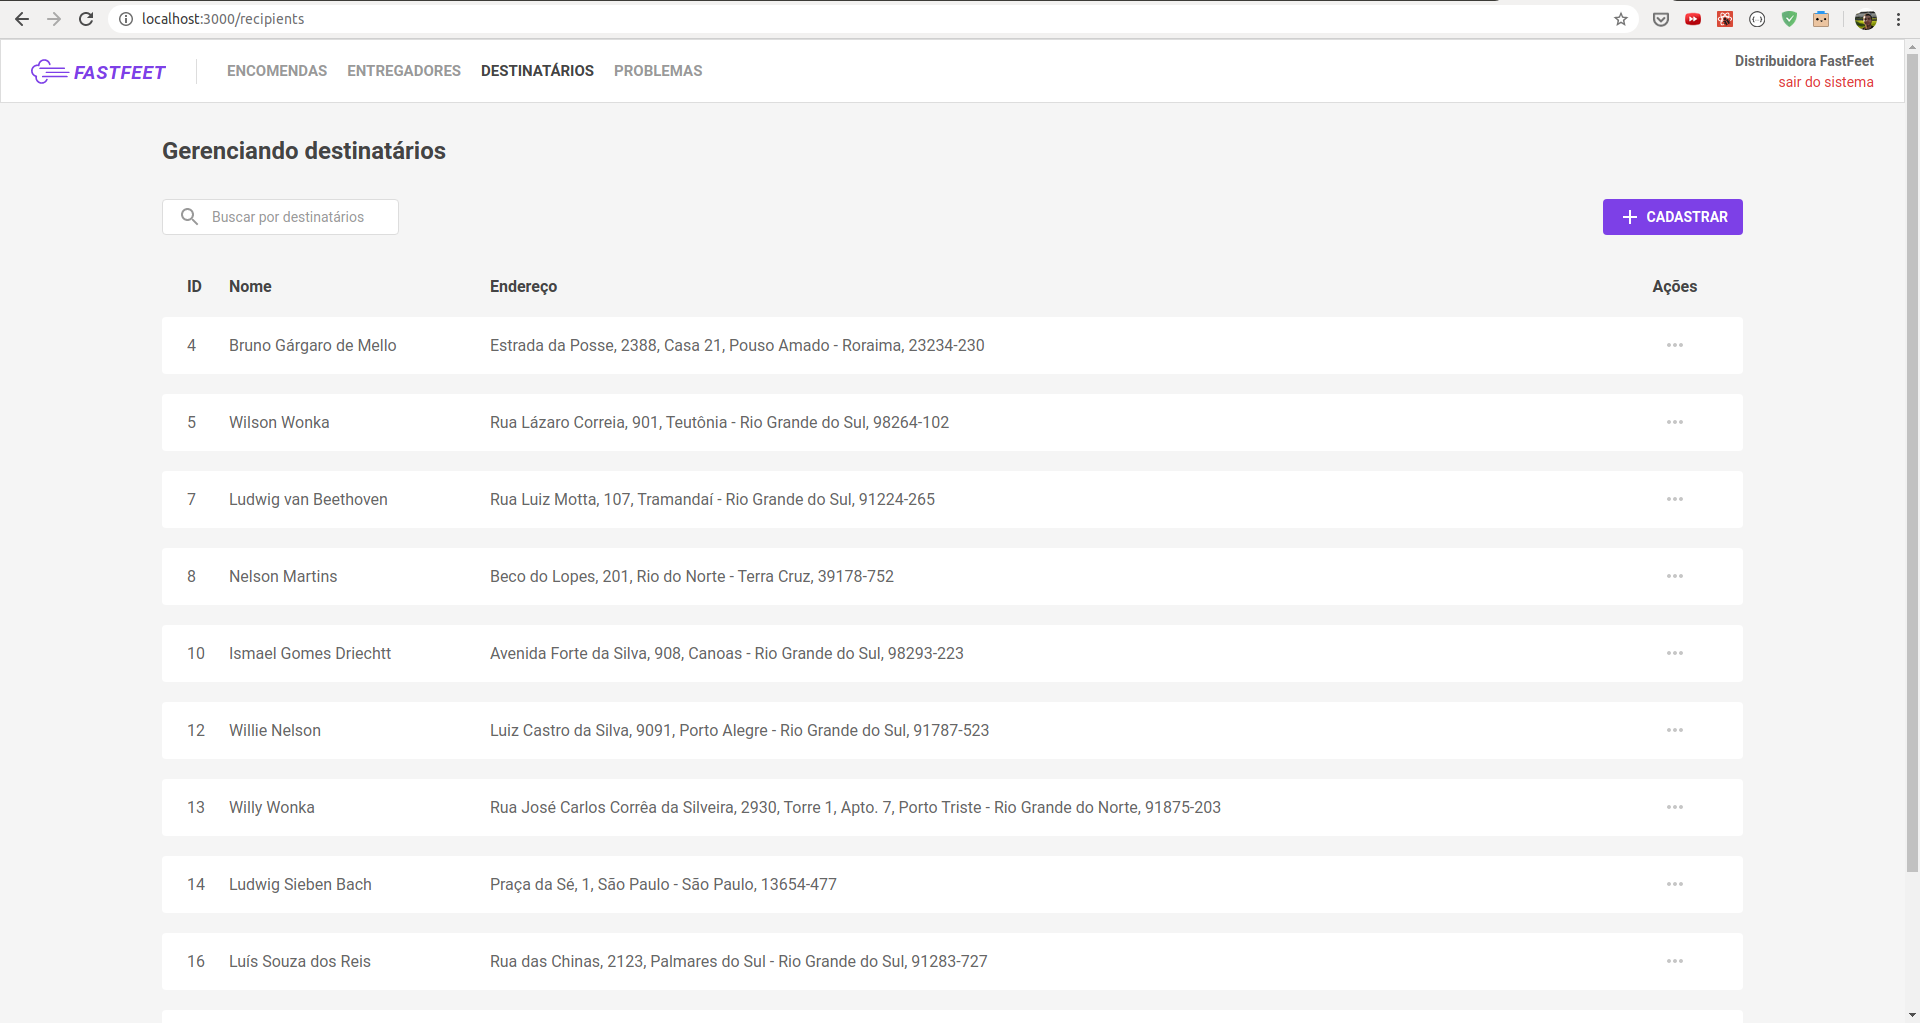 localhost:3000/recipients
FASTFEET ENCOMENDAS ENTREGADORES DESTINATÁRIOS PROBLEMAS
Distribuidora FastFeet
sair do sistema
Gerenciando destinatários
Buscar por destinatários
CADASTRAR
ID Nome Endereço Ações
4 Bruno Gárgaro de Mello Estrada da Posse, 2388, Casa 21, Pouso Amado - Roraima, 23234-230
5 Wilson Wonka Rua Lázaro Correia, 901, Teutônia - Rio Grande do Sul, 98264-102
7 Ludwig van Beethoven Rua Luiz Motta, 107, Tramandaí - Rio Grande do Sul, 91224-265
8 Nelson Martins Beco do Lopes, 201, Rio do Norte - Terra Cruz, 39178-752
10 Ismael Gomes Driechtt Avenida Forte da Silva, 908, Canoas - Rio Grande do Sul, 98293-223
12 Willie Nelson Luiz Castro da Silva, 9091, Porto Alegre - Rio Grande do Sul, 91787-523
13 Willy Wonka Rua José Carlos Corrêa da Silveira, 2930, Torre 1, Apto. 7, Porto Triste - Rio Grande do Norte, 91875-203
14 Ludwig Sieben Bach Praça da Sé, 1, São Paulo - São Paulo, 13654-477
16 Luís Souza dos Reis Rua das Chinas, 2123, Palmares do Sul - Rio Grande do Sul, 91283-727